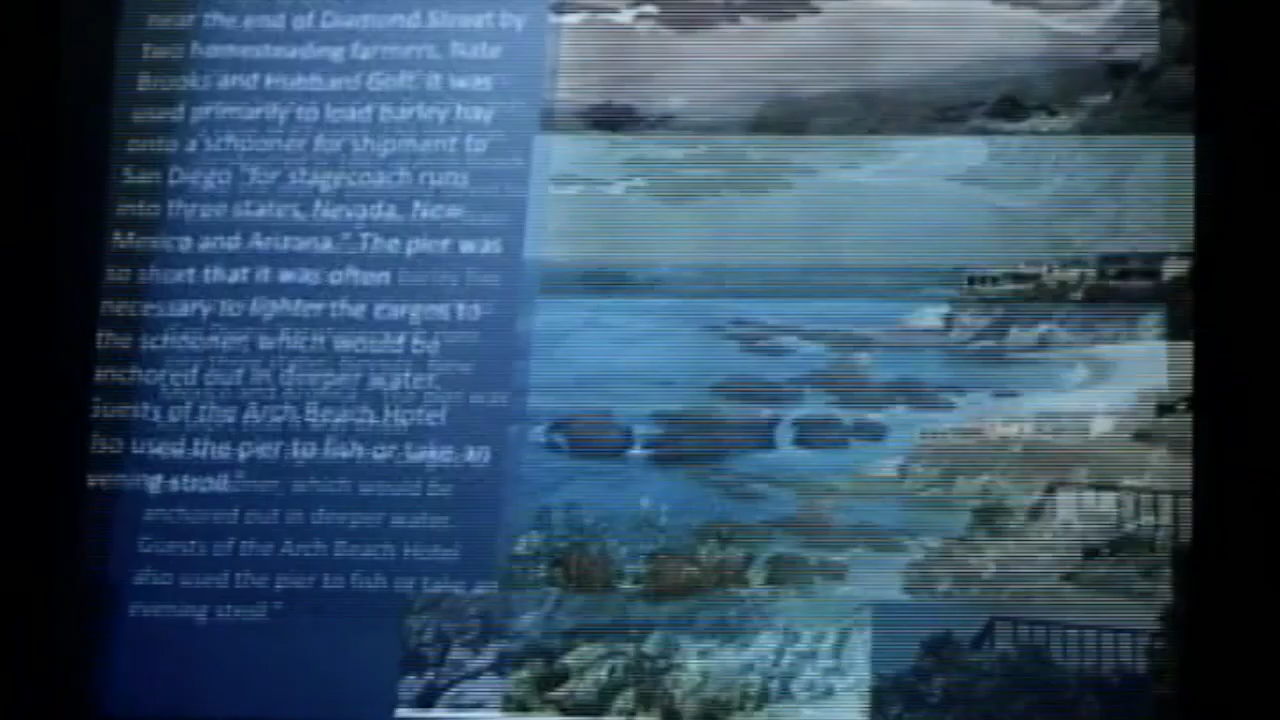 near the end of Diamond Street by
two homesteading farmers, Nate
Brooks and Hubbard Goff. it was
used primarily to load barley hay
onto a schooner for shipment to
San Diego "for stagecoach runs
into three states, Nevada, New
Mexico and Arizona." The pier was
so short that it was often
necessary to lighter the cargos to
the schooner, which would be
anchored out in deeper water.
Guests of the Arch Beach Hotel
lso used the pier to fish or take an
vening stroll."
which would be
anchored out in deeper water.
Guests of the Arch Beach Hotel
also used the pier to fish or take an
evening stroll."